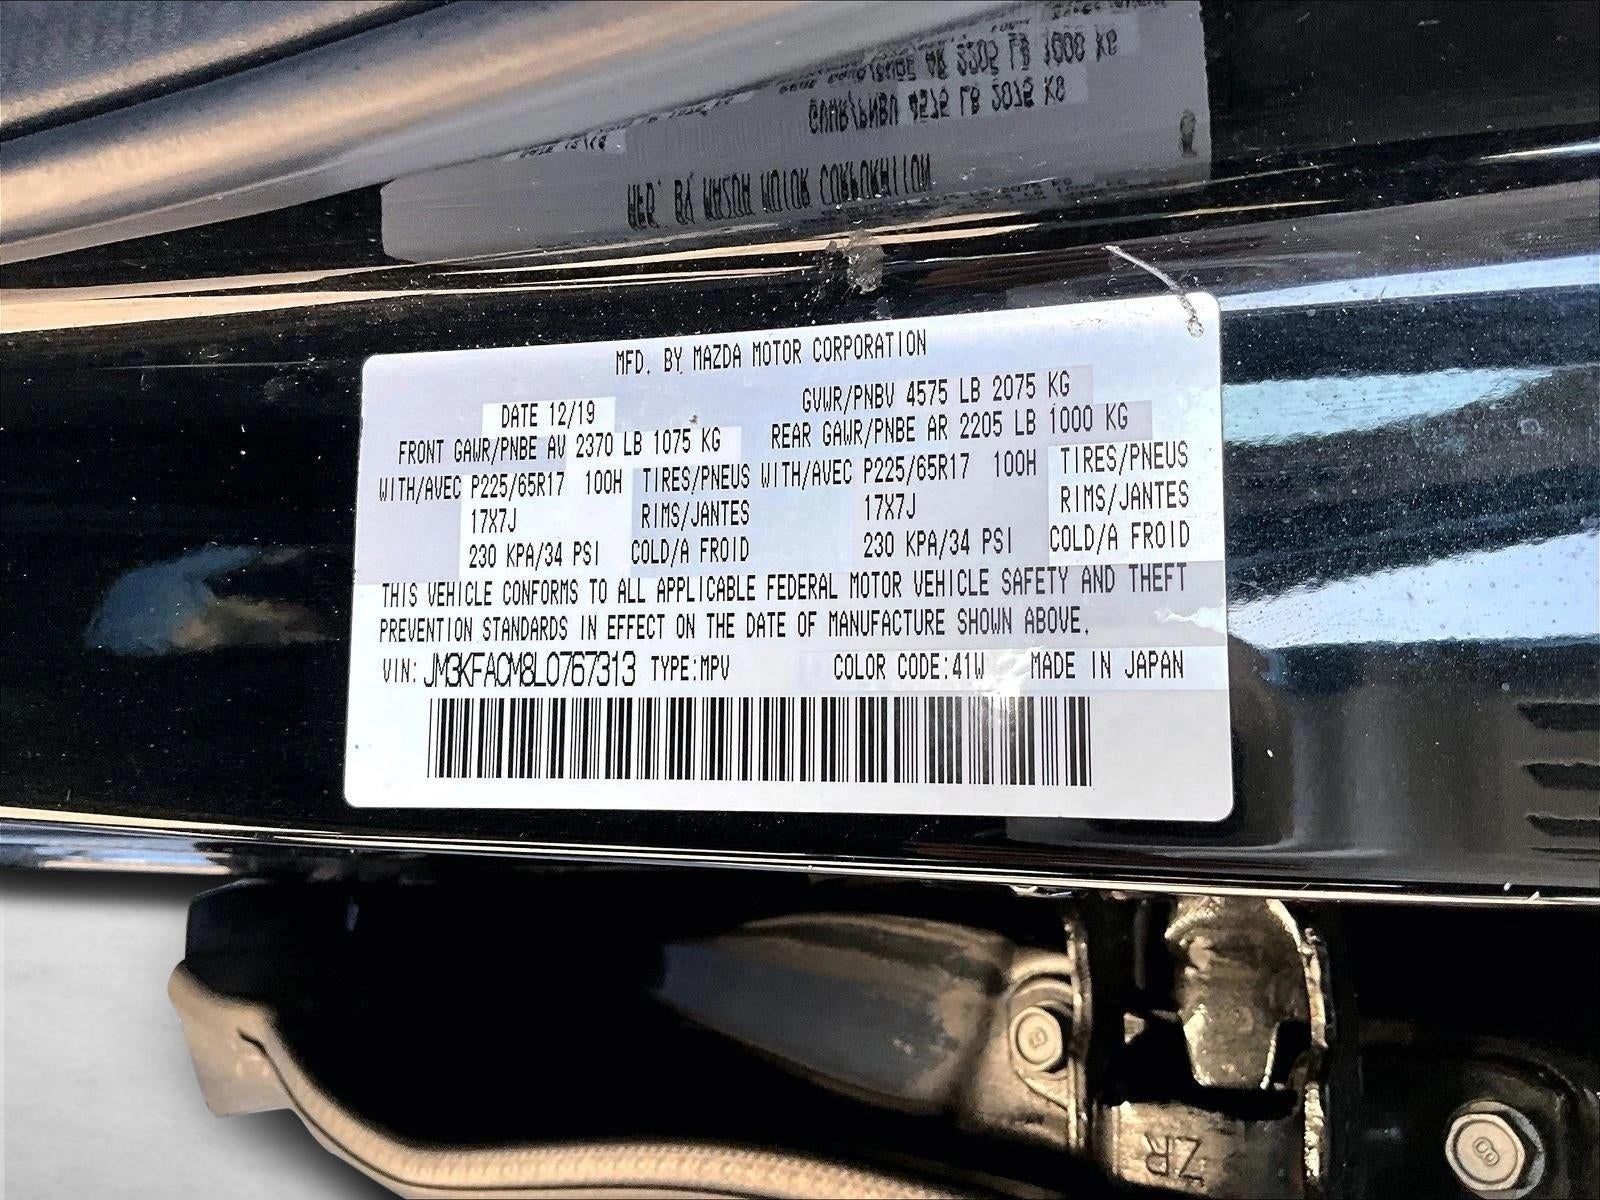 MFD. BY MAZDA MOTOR CORPORATION
DATE 12/19 GVWR/PNBV 4575 LB 2075 KG
FRONT GAWR/PNBE AV 2370 LB 1075 KG REAR GAWR/PNBE AR 2205 LB 1000 KG
WITH/AVEC P225/65R17 100H TIRES/PNEUS WITH/AVEC P225/65R17 100H TIRES/PNEUS
17X7J RIMS/JANTES 17X7J RIMS/JANTES
230 KPA/34 PSI COLD/A FROID 230 KPA/34 PSI COLD/A FROID
THIS VEHICLE CONFORMS TO ALL APPLICABLE FEDERAL MOTOR VEHICLE SAFETY AND THEFT
PREVENTION STANDARDS IN EFFECT ON THE DATE OF MANUFACTURE SHOWN ABOVE.
VIN: JM3KFACM8L0767313 TYPE:MPV COLOR CODE:41W MADE IN JAPAN
ZR
8